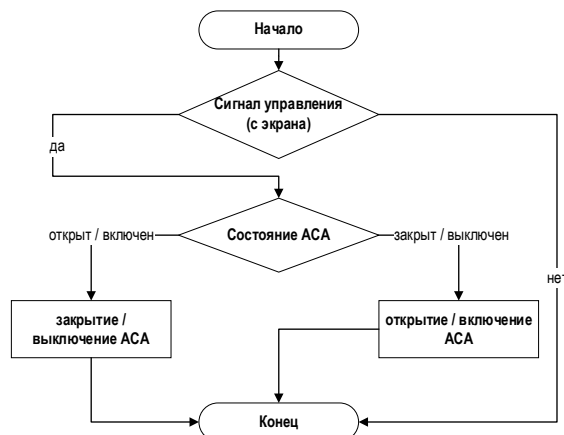 Начало
Сигнал управления
(с экрана)
да
открыт / включен
Состояние АСА
закрыт / выключен
нет
закрытие /
выключение АСА
открытие / включение
АСА
Конец